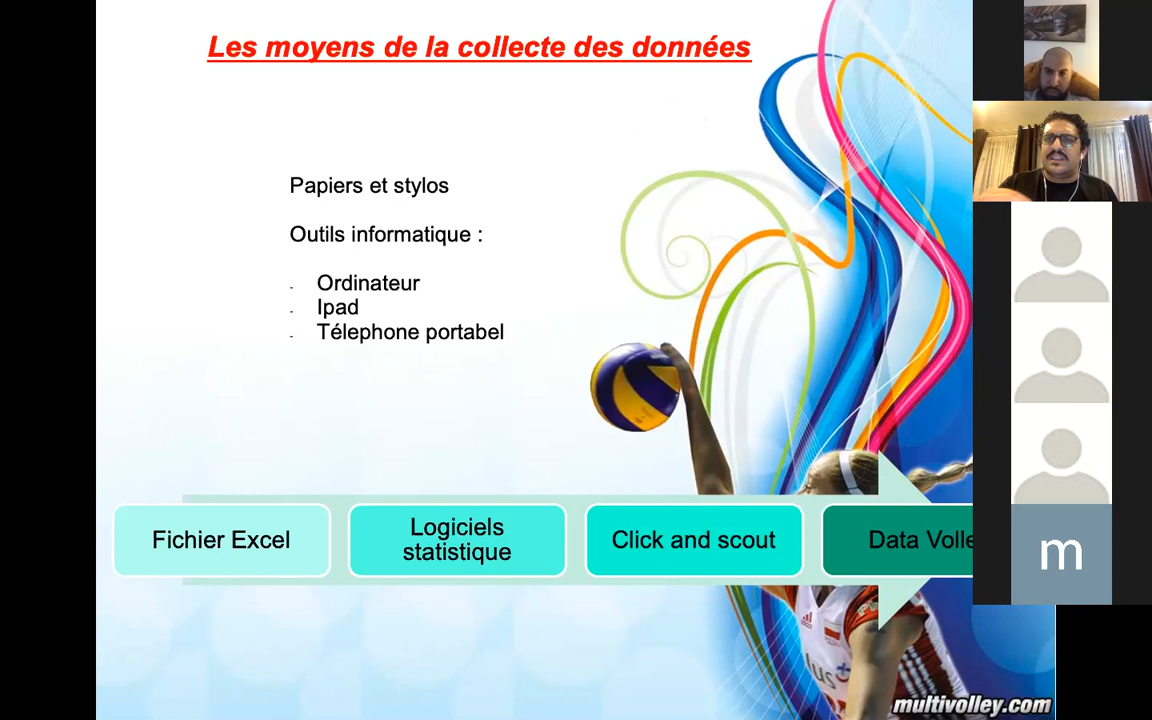 Les moyens de la collecte des données
Papiers et stylos
Outils informatique :
- Ordinateur
- Ipad
- Télephone portabel
Fichier Excel
Logiciels
statistique
Click and scout
Data
m
multivolley.com